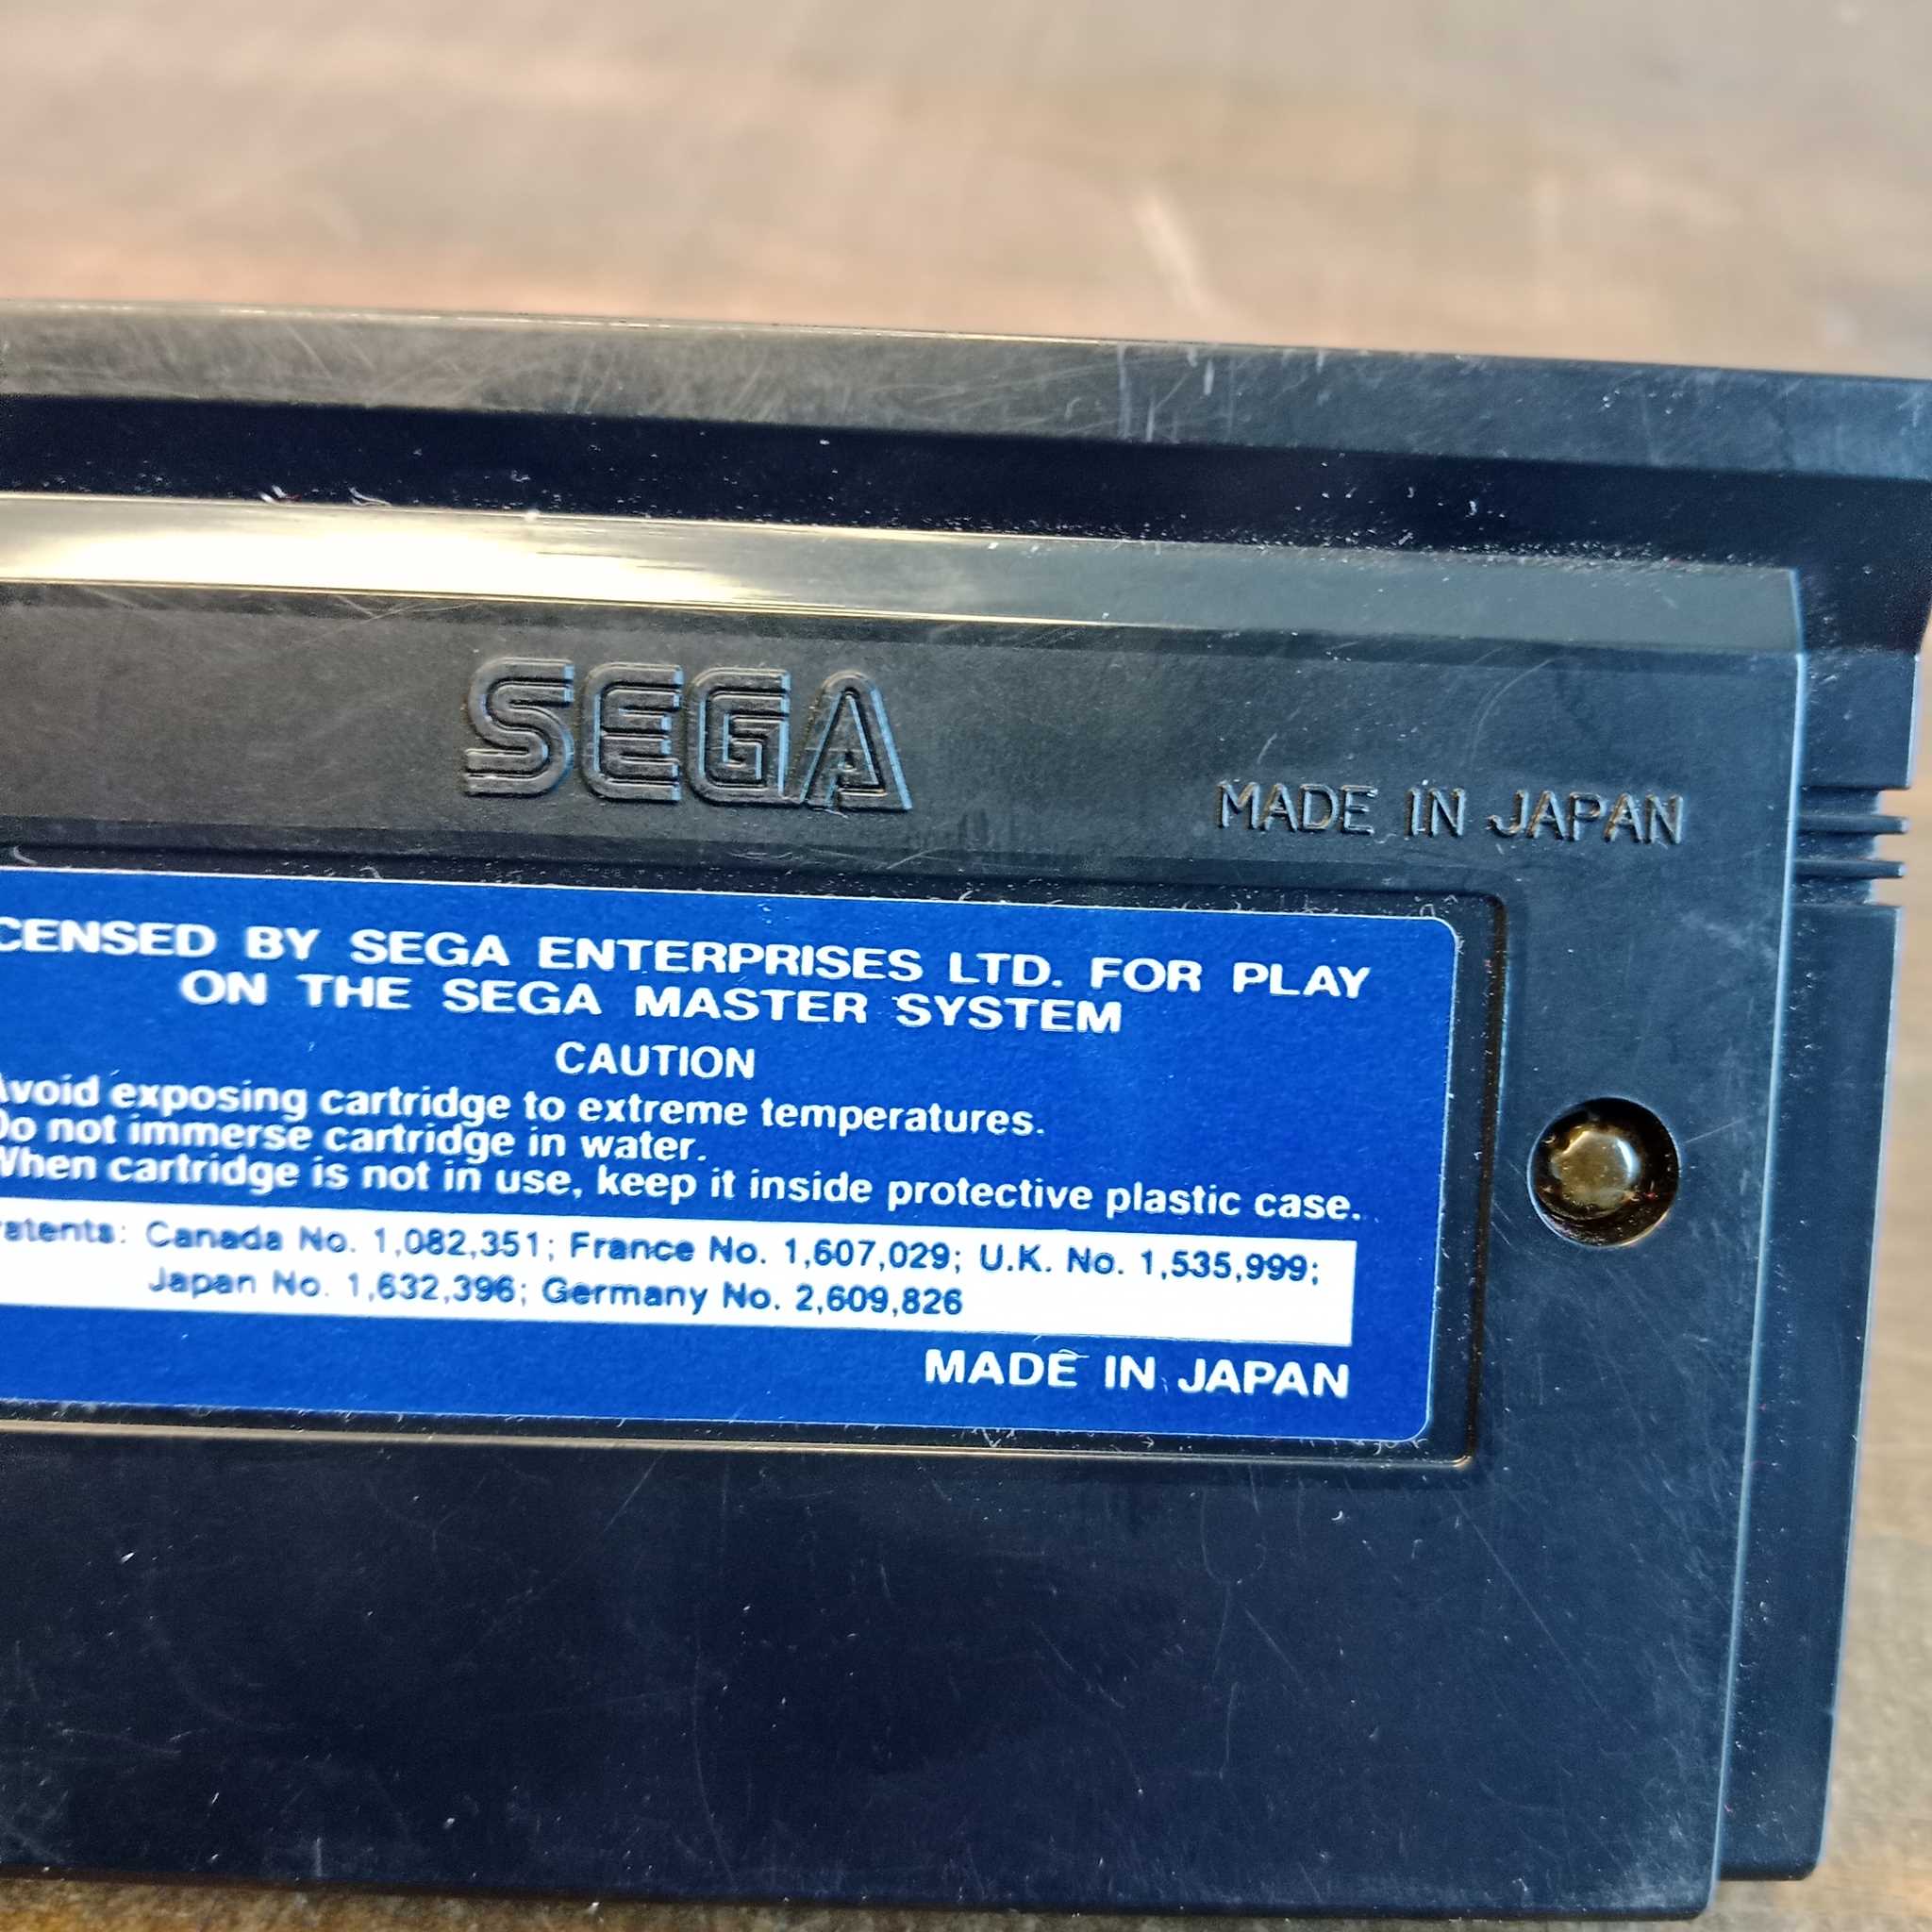 SEGA
MADE IN JAPAN
CENSED BY SEGA ENTERPRISES LTD. FOR PLAY
ON THE SEGA MASTER SYSTEM
CAUTION
Avoid exposing cartridge to extreme temperatures.
Do not immerse cartridge in water.
When cartridge is not in use, keep it inside protective plastic case.
atents: Canada No. 1,082,351; France No. 1,607,029; U.K. No. 1,535,999;
Japan No. 1,632,396; Germany No. 2,609,826
MADE IN JAPAN